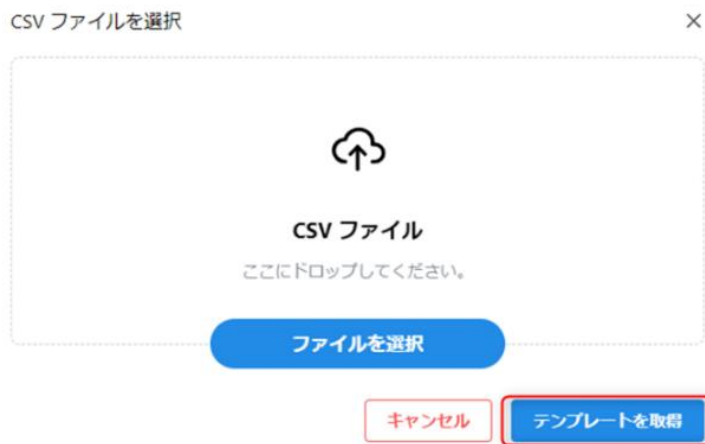 CSV ファイルを選択
CSV ファイル
ここにドロップしてください。
ファイルを選択
キャンセル
テンプレートを取得